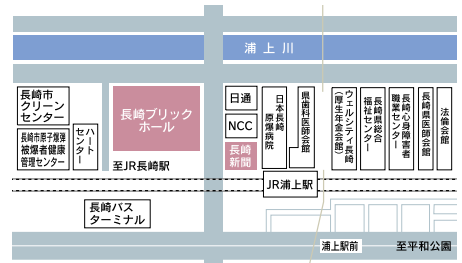 浦上川
長崎市
クリーン
センター
長崎市原子爆弾
被爆者健康
管理センター
ハート
センター
長崎ブリック
ホール
至JR長崎駅
日通
NCC
長崎
新聞
日本長崎
原爆病院
県歯科医師会館
ウェルシティ長崎
(厚生年金会館)
長崎県総合
福祉センター
長崎心身障害者
職業センター
長崎県医師会館
法倫会館
JR浦上駅
長崎バス
ターミナル
浦上駅前
至平和公園